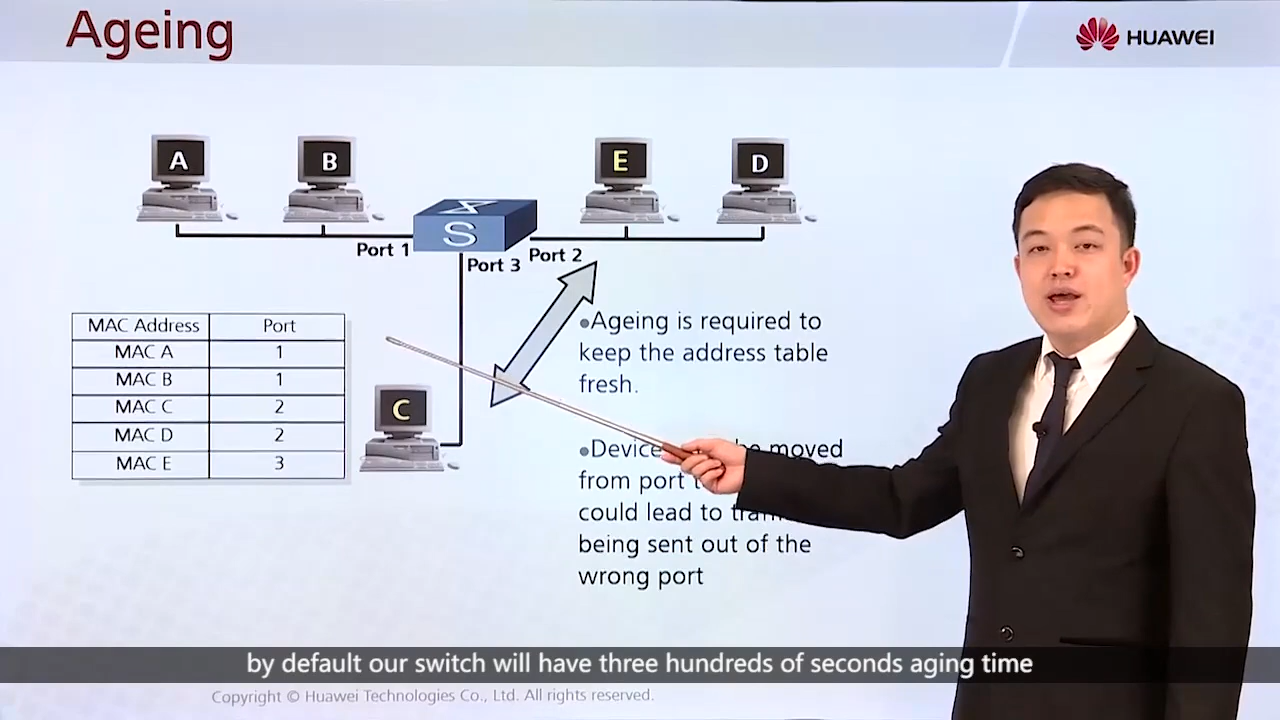 Ageing
HUAWEI
A
B
E
D
S
Port 1
Port 2
Port 3
MAC Address Port
MAC A 1
MAC B 1
MAC C 2
MAC D 2
MAC E 3
C
•Ageing is required to
keep the address table
fresh.
•Device moved
from port
could lead to
being sent out of the
wrong port
by default our switch will have three hundreds of seconds aging time
Copyright © Huawei Technologies Co., Ltd. All rights reserved.